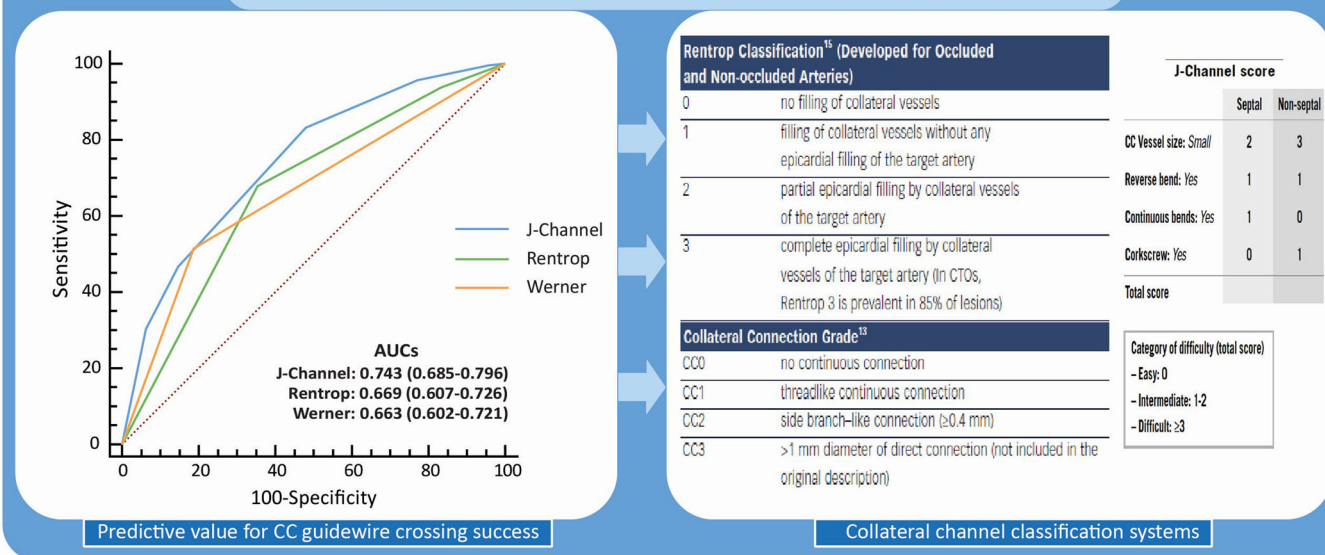 100
80
60
40
20
0
Sensitivity
J-Channel
Rentrop
Werner
AUCs
J-Channel: 0.743 (0.685-0.796)
Rentrop: 0.669 (0.607-0.726)
Werner: 0.663 (0.602-0.721)
0 20 40 60 80 100
100-Specificity
Predictive value for CC guidewire crossing success
Rentrop Classification15 (Developed for Occluded
and Non-occluded Arteries)
0 no filling of collateral vessels
1 filling of collateral vessels without any
epicardial filling of the target artery
2 partial epicardial filling by collateral vessels
of the target artery
3 complete epicardial filling by collateral
vessels of the target artery (In CTOs,
Rentrop 3 is prevalent in 85% of lesions)
Collateral Connection Grade13
CC0 no continuous connection
CC1 threadlike continuous connection
CC2 side branch–like connection (≥0.4 mm)
CC3 >1 mm diameter of direct connection (not included in the
original description)
J-Channel score
Septal Non-septal
CC Vessel size: Small 2 3
Reverse bend: Yes 1 1
Continuous bends: Yes 1 0
Corkscrew: Yes 0 1
Total score
Category of difficulty (total score)
– Easy: 0
– Intermediate: 1-2
– Difficult: ≥3
Collateral channel classification systems